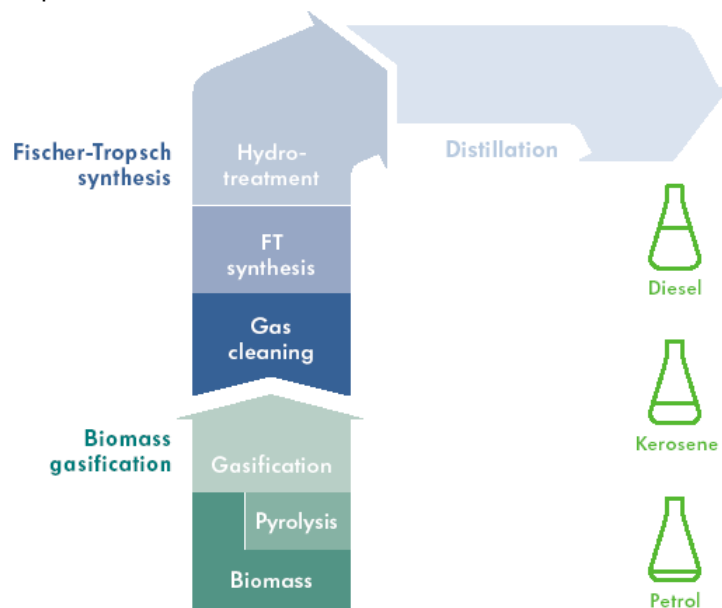 Fischer-Tropsch
synthesis
Hydro-
treatment
Distillation
FT
synthesis
Diesel
Gas
cleaning
Biomass
gasification
Gasification
Kerosene
Pyrolysis
Biomass
Petrol